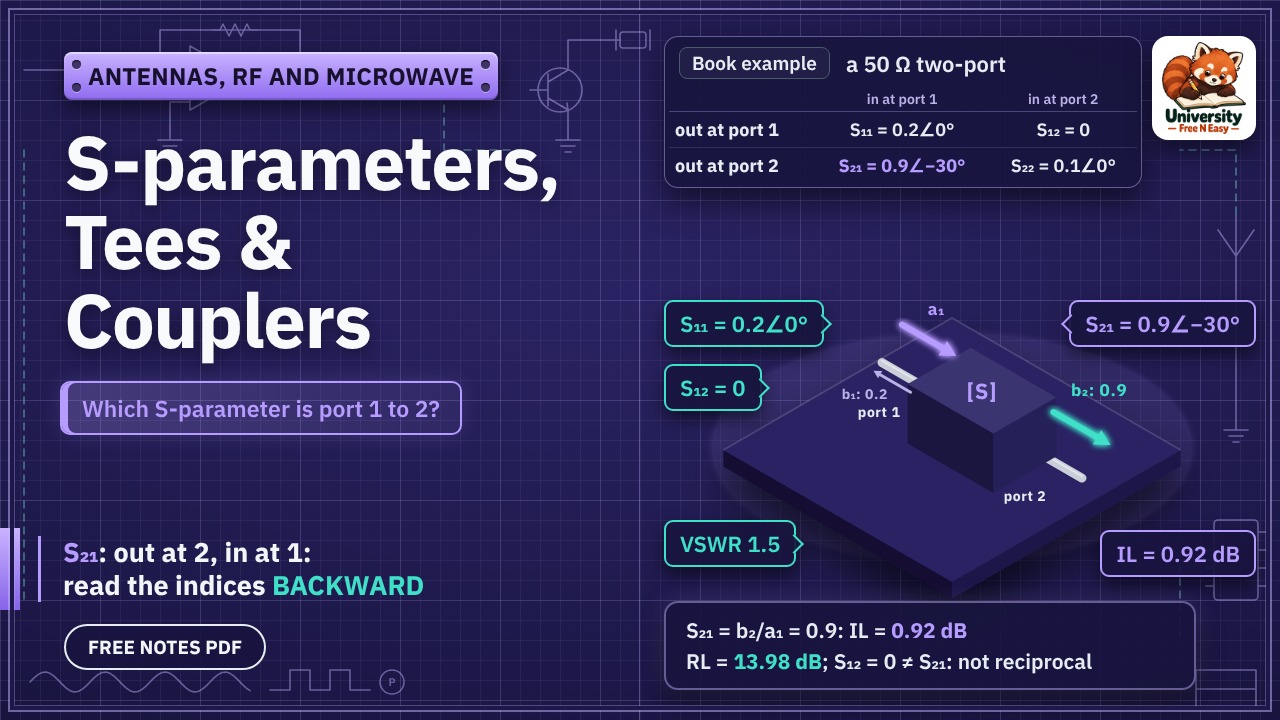 ANTENNAS, RF AND MICROWAVE
S-parameters,
Tees &
Couplers
Which S-parameter is port 1 to 2?
S₂₁: out at 2, in at 1:
read the indices BACKWARD
FREE NOTES PDF
P
Book example a 50 Ω two-port
in at port 1 in at port 2
out at port 1 S₁₁ = 0.2∠0° S₁₂ = 0
out at port 2 S₂₁ = 0.9∠−30° S₂₂ = 0.1∠0°
University
— Free N Easy —
S₁₁ = 0.2∠0°
a₁
S₂₁ = 0.9∠−30°
S₁₂ = 0
b₁: 0.2
port 1
[S]
b₂: 0.9
port 2
VSWR 1.5
IL = 0.92 dB
S₂₁ = b₂/a₁ = 0.9: IL = 0.92 dB
RL = 13.98 dB; S₁₂ = 0 ≠ S₂₁: not reciprocal